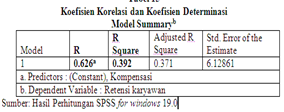 Koefisien Korelasi dan Koefisien Determinasi
Model Summaryb
Model R R Square Adjusted R Square Std. Error of the Estimate
1 0.626a 0.392 0.371 6.12861
a. Predictors : (Constant), Kompensasi
b. Dependent Variable : Retensi karyawan
Sumber: Hasil Perhitungan SPSS for windows 19.0